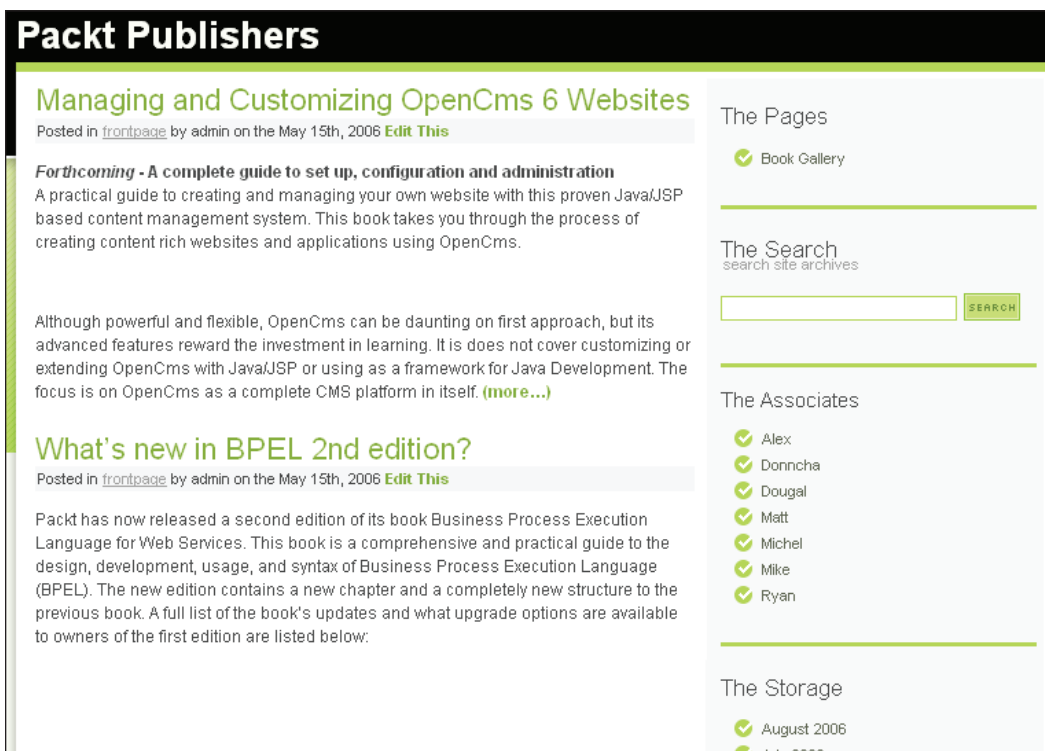 Packt Publishers
Managing and Customizing OpenCms 6 Websites
Posted in frontpage by admin on the May 15th, 2006 Edit This
Forthcoming - A complete guide to set up, configuration and administration
A practical guide to creating and managing your own website with this proven Java/JSP
based content management system. This book takes you through the process of
creating content rich websites and applications using OpenCms.
Although powerful and flexible, OpenCms can be daunting on first approach, but its
advanced features reward the investment in learning. It is does not cover customizing or
extending OpenCms with Java/JSP or using as a framework for Java Development. The
focus is on OpenCms as a complete CMS platform in itself. (more...)
What's new in BPEL 2nd edition?
Posted in frontpage by admin on the May 15th, 2006 Edit This
Packt has now released a second edition of its book Business Process Execution
Language for Web Services. This book is a comprehensive and practical guide to the
design, development, usage, and syntax of Business Process Execution Language
(BPEL). The new edition contains a new chapter and a completely new structure to the
previous book. A full list of the book's updates and what upgrade options are available
to owners of the first edition are listed below:
The Pages
Book Gallery
The Search
search site archives
SEARCH
The Associates
Alex
Donncha
Dougal
Matt
Michel
Mike
Ryan
The Storage
August 2006